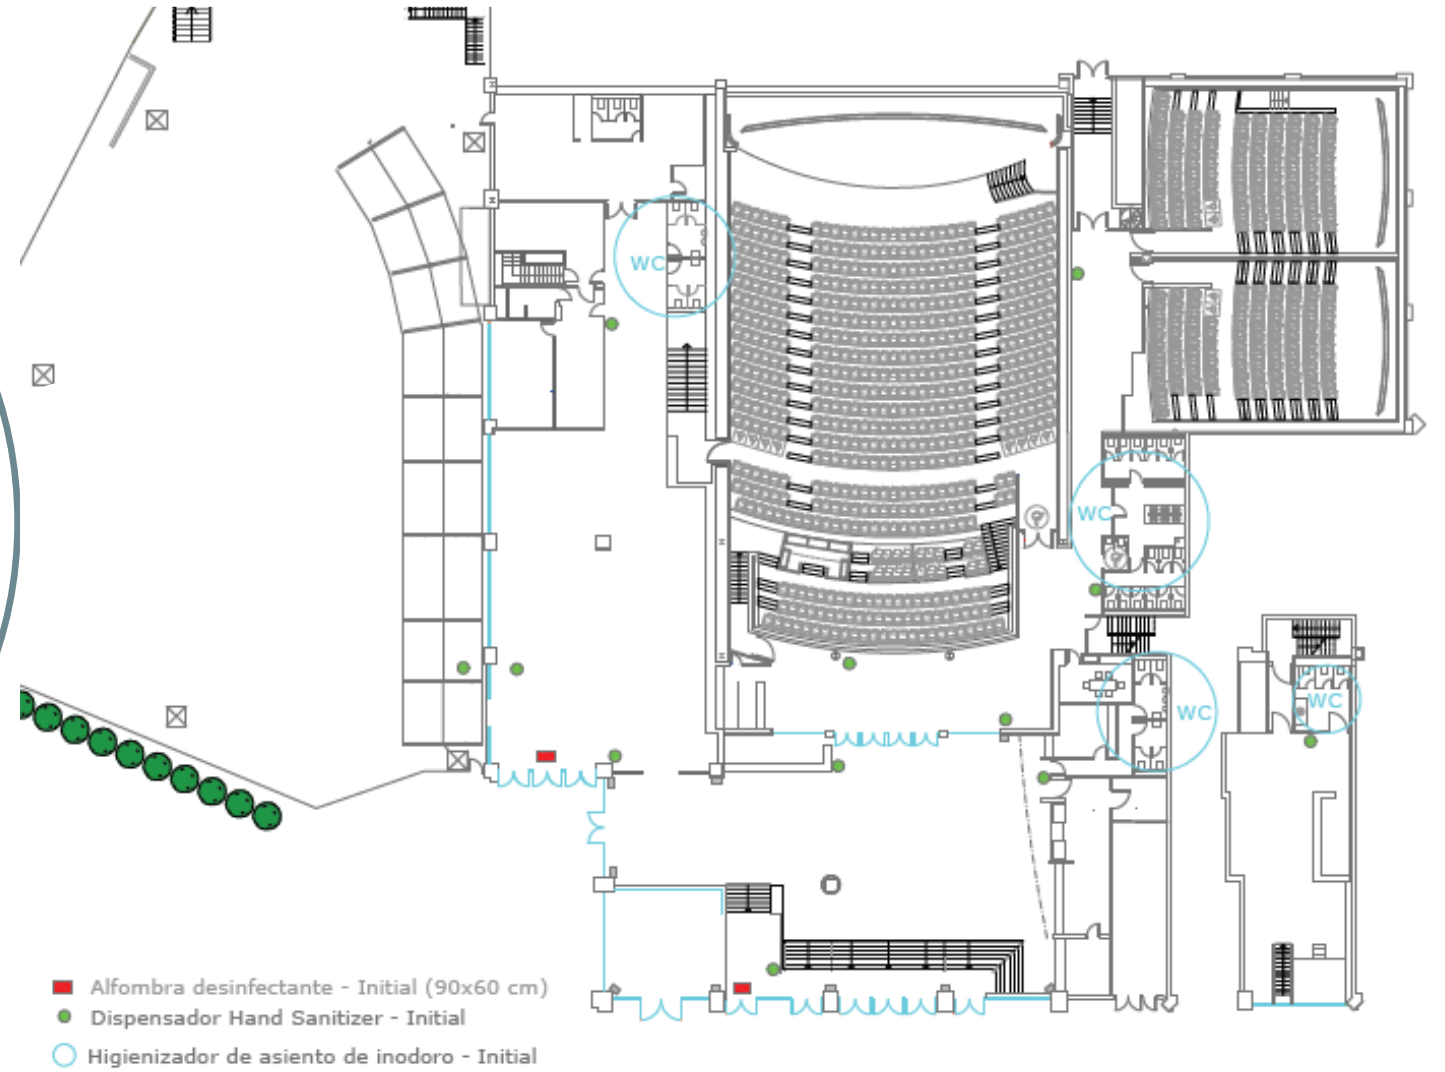 WC
WC
WC
WC
Alfombra desinfectante - Initial (90x60 cm)
Dispensador Hand Sanitizer - Initial
Higienizador de asiento de inodoro - Initial